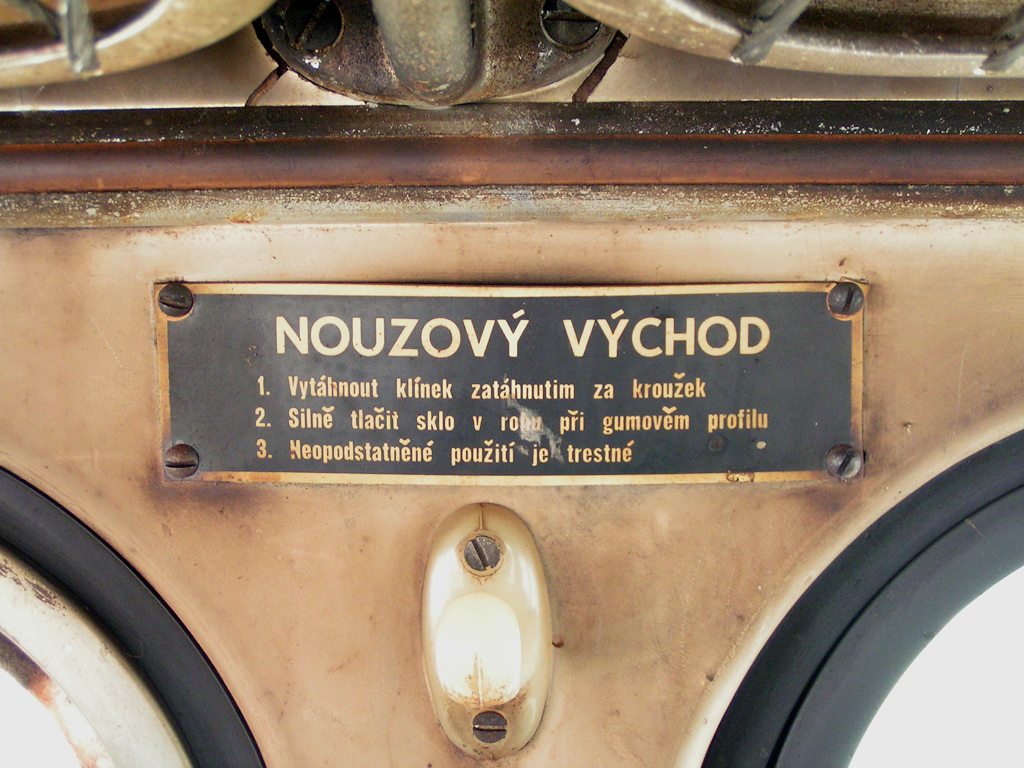 NOUZOVÝ VÝCHOD
1. Vytáhnout klínek zatáhnutim za kroužek
2. Silně tlačit sklo v rohu při gumověm profilu
3. Neopodstatněné použití je trestné